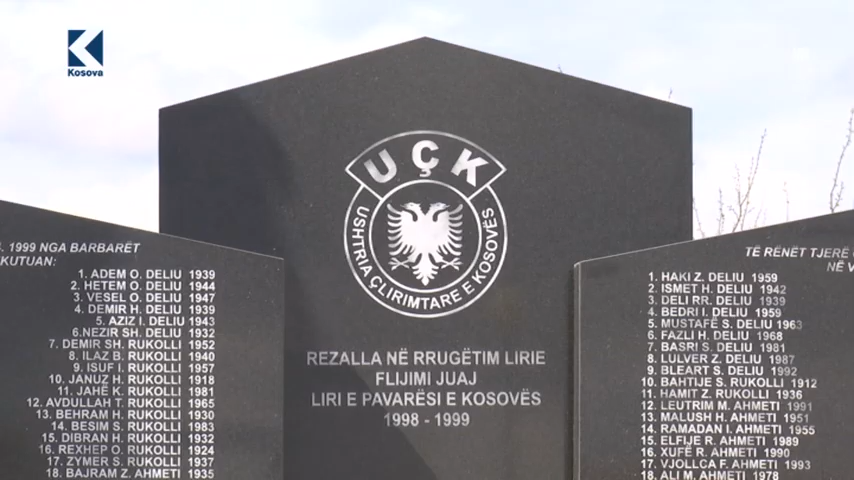 Kosova
UÇK
USHTRIA ÇLIRIMTARE E KOSOVËS
REZALLA NË RRUGËTIM LIRIE
FLIJIMI JUAJ
LIRI E PAVARËSI E KOSOVËS
1998 - 1999
1999 NGA BARBARËT
KUTUAN:
1. ADEM O. DELIU 1939
2. HETEM O. DELIU 1944
3. VESEL O. DELIU 1947
4. DEMIR H. DELIU 1939
5. AZIZ I. DELIU 1943
6.NEZIR SH. DELIU 1932
7. DEMIR SH. RUKOLLI 1952
8. ILAZ B. RUKOLLI 1940
9. ISUF I. RUKOLLI 1957
10. JANUZ H. RUKOLLI 1918
11. JAHË K. RUKOLLI 1981
12. AVDULLAH T. RUKOLLI 1965
13. BEHRAM H. RUKOLLI 1930
14. BESIM S. RUKOLLI 1983
15. DIBRAN H. RUKOLLI 1932
16. REXHEP O. RUKOLLI 1924
17. ZYMER S. RUKOLLI 1937
18. BAJRAM Z. AHMETI 1935
TË RËNËT TJERË
NË V
1. HAKI Z. DELIU 1959
2. ISMET H. DELIU 1942
3. DELI RR. DELIU 1939
4. BEDRI I. DELIU 1959
5. MUSTAFË S. DELIU 1963
6. FAZLI H. DELIU 1968
7. BASRI S. DELIU 1981
8. LULVER Z. DELIU 1987
9. BLEART S. DELIU 1992
10. BAHTIJE S. RUKOLLI 1912
11. HAMIT Z. RUKOLLI 1936
12. LEUTRIM M. AHMETI 1991
13. MALUSH H. AHMETI 1951
14. RAMADAN I. AHMETI 1955
15. ELFIJE R. AHMETI 1989
16. XUFË R. AHMETI 1990
17. VJOLLCA F. AHMETI 1993
18. ALI M. AHMETI 1978